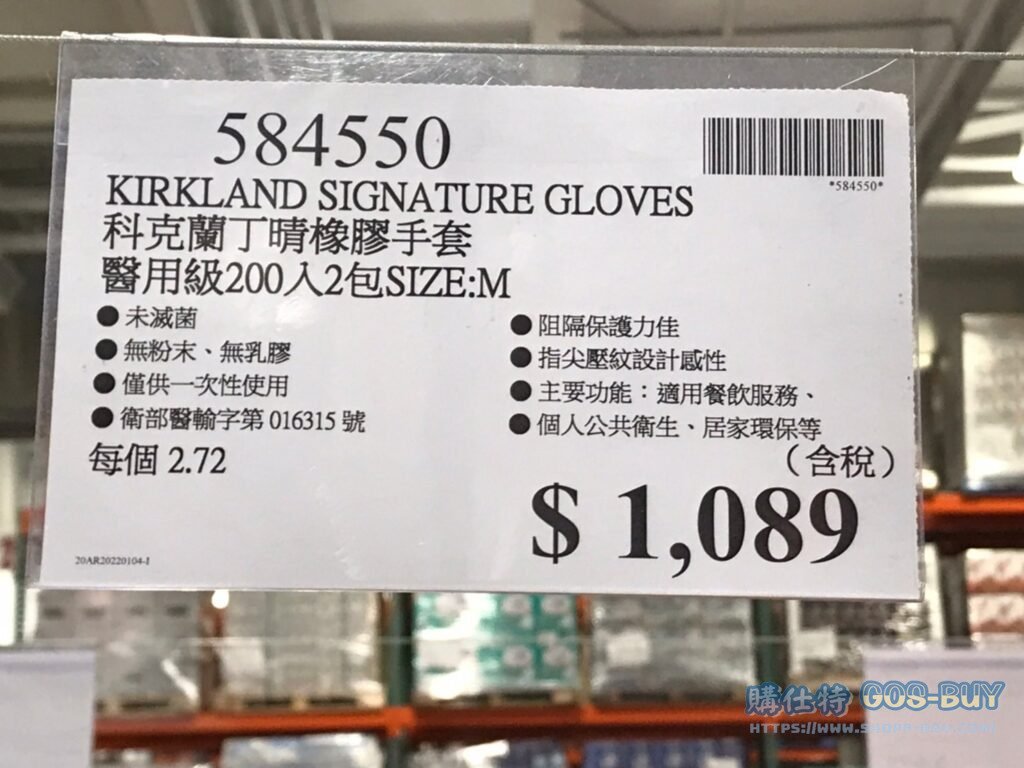 584550
*584550*
KIRKLAND SIGNATURE GLOVES
科克蘭丁晴橡膠手套
醫用級200入2包SIZE:M
●未滅菌
●無粉末、無乳膠
●僅供一次性使用
●衛部醫輸字第 016315 號
●阻隔保護力佳
●指尖壓紋設計感性
●主要功能：適用餐飲服務、
●個人公共衛生、居家環保等
每個 2.72
（含稅）
$ 1,089
20AR20220104-I
購仕特 GOS-BUY